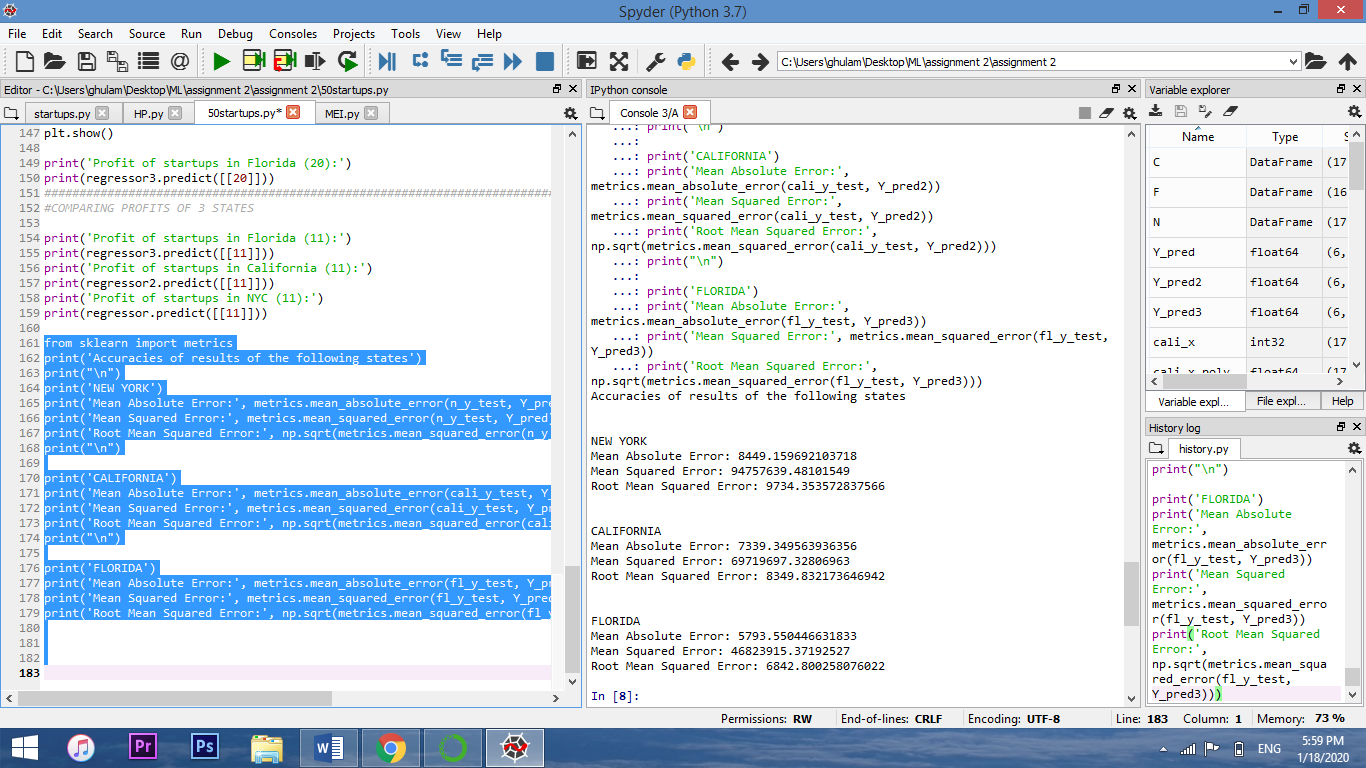 Spyder (Python 3.7)
File Edit Search Source Run Debug Consoles Projects Tools View Help
C:\Users\ghulam\Desktop\ML\assignment 2\assignment 2
Editor - C:\Users\ghulam\Desktop\ML\assignment 2\assignment 2\50startups.py
startups.py HP.py 50startups.py* MEI.py
147 plt.show()
148
149 print('Profit of startups in Florida (20):')
150 print(regressor3.predict([[20]]))
151 ########################################################################
152 #COMPARING PROFITS OF 3 STATES
153
154 print('Profit of startups in Florida (11):')
155 print(regressor3.predict([[11]]))
156 print('Profit of startups in California (11):')
157 print(regressor2.predict([[11]]))
158 print('Profit of startups in NYC (11):')
159 print(regressor.predict([[11]]))
160
161 from sklearn import metrics
162 print('Accuracies of results of the following states')
163 print("\n")
164 print('NEW YORK')
165 print('Mean Absolute Error:', metrics.mean_absolute_error(n_y_test, Y_pre
166 print('Mean Squared Error:', metrics.mean_squared_error(n_y_test, Y_pred
167 print('Root Mean Squared Error:', np.sqrt(metrics.mean_squared_error(n_y_
168 print("\n")
169
170 print('CALIFORNIA')
171 print('Mean Absolute Error:', metrics.mean_absolute_error(cali_y_test, Y_
172 print('Mean Squared Error:', metrics.mean_squared_error(cali_y_test, Y_pr
173 print('Root Mean Squared Error:', np.sqrt(metrics.mean_squared_error(cali
174 print("\n")
175
176 print('FLORIDA')
177 print('Mean Absolute Error:', metrics.mean_absolute_error(fl_y_test, Y_pr
178 print('Mean Squared Error:', metrics.mean_squared_error(fl_y_test, Y_pred
179 print('Root Mean Squared Error:', np.sqrt(metrics.mean_squared_error(fl_y
180
181
182
183
IPython console
Console 3/A
...: print("\n")
...:
...: print('CALIFORNIA')
...: print('Mean Absolute Error:',
metrics.mean_absolute_error(cali_y_test, Y_pred2))
...: print('Mean Squared Error:',
metrics.mean_squared_error(cali_y_test, Y_pred2))
...: print('Root Mean Squared Error:',
np.sqrt(metrics.mean_squared_error(cali_y_test, Y_pred2)))
...: print("\n")
...:
...: print('FLORIDA')
...: print('Mean Absolute Error:',
metrics.mean_absolute_error(fl_y_test, Y_pred3))
...: print('Mean Squared Error:', metrics.mean_squared_error(fl_y_test,
Y_pred3))
...: print('Root Mean Squared Error:',
np.sqrt(metrics.mean_squared_error(fl_y_test, Y_pred3)))
Accuracies of results of the following states
NEW YORK
Mean Absolute Error: 8449.159692103718
Mean Squared Error: 94757639.48101549
Root Mean Squared Error: 9734.353572837566
CALIFORNIA
Mean Absolute Error: 7339.349563936356
Mean Squared Error: 69719697.32806963
Root Mean Squared Error: 8349.832173646942
FLORIDA
Mean Absolute Error: 5793.550446631833
Mean Squared Error: 46823915.37192527
Root Mean Squared Error: 6842.800258076022
In [8]:
Variable explorer
Name Type S
C DataFrame (17
F DataFrame (16
N DataFrame (17
Y_pred float64 (6,
Y_pred2 float64 (6,
Y_pred3 float64 (6,
cali_x int32 (17
cali_x_poly float64 (17
Variable expl... File expl... Help
History log
history.py
print("\n")
print('FLORIDA')
print('Mean Absolute
Error:',
metrics.mean_absolute_err
or(fl_y_test, Y_pred3))
print('Mean Squared
Error:',
metrics.mean_squared_erro
r(fl_y_test, Y_pred3))
print('Root Mean Squared
Error:',
np.sqrt(metrics.mean_squa
red_error(fl_y_test,
Y_pred3)))
Permissions: RW End-of-lines: CRLF Encoding: UTF-8 Line: 183 Column: 1 Memory: 73 %
Pr Ps W ENG 5:59 PM
1/18/2020